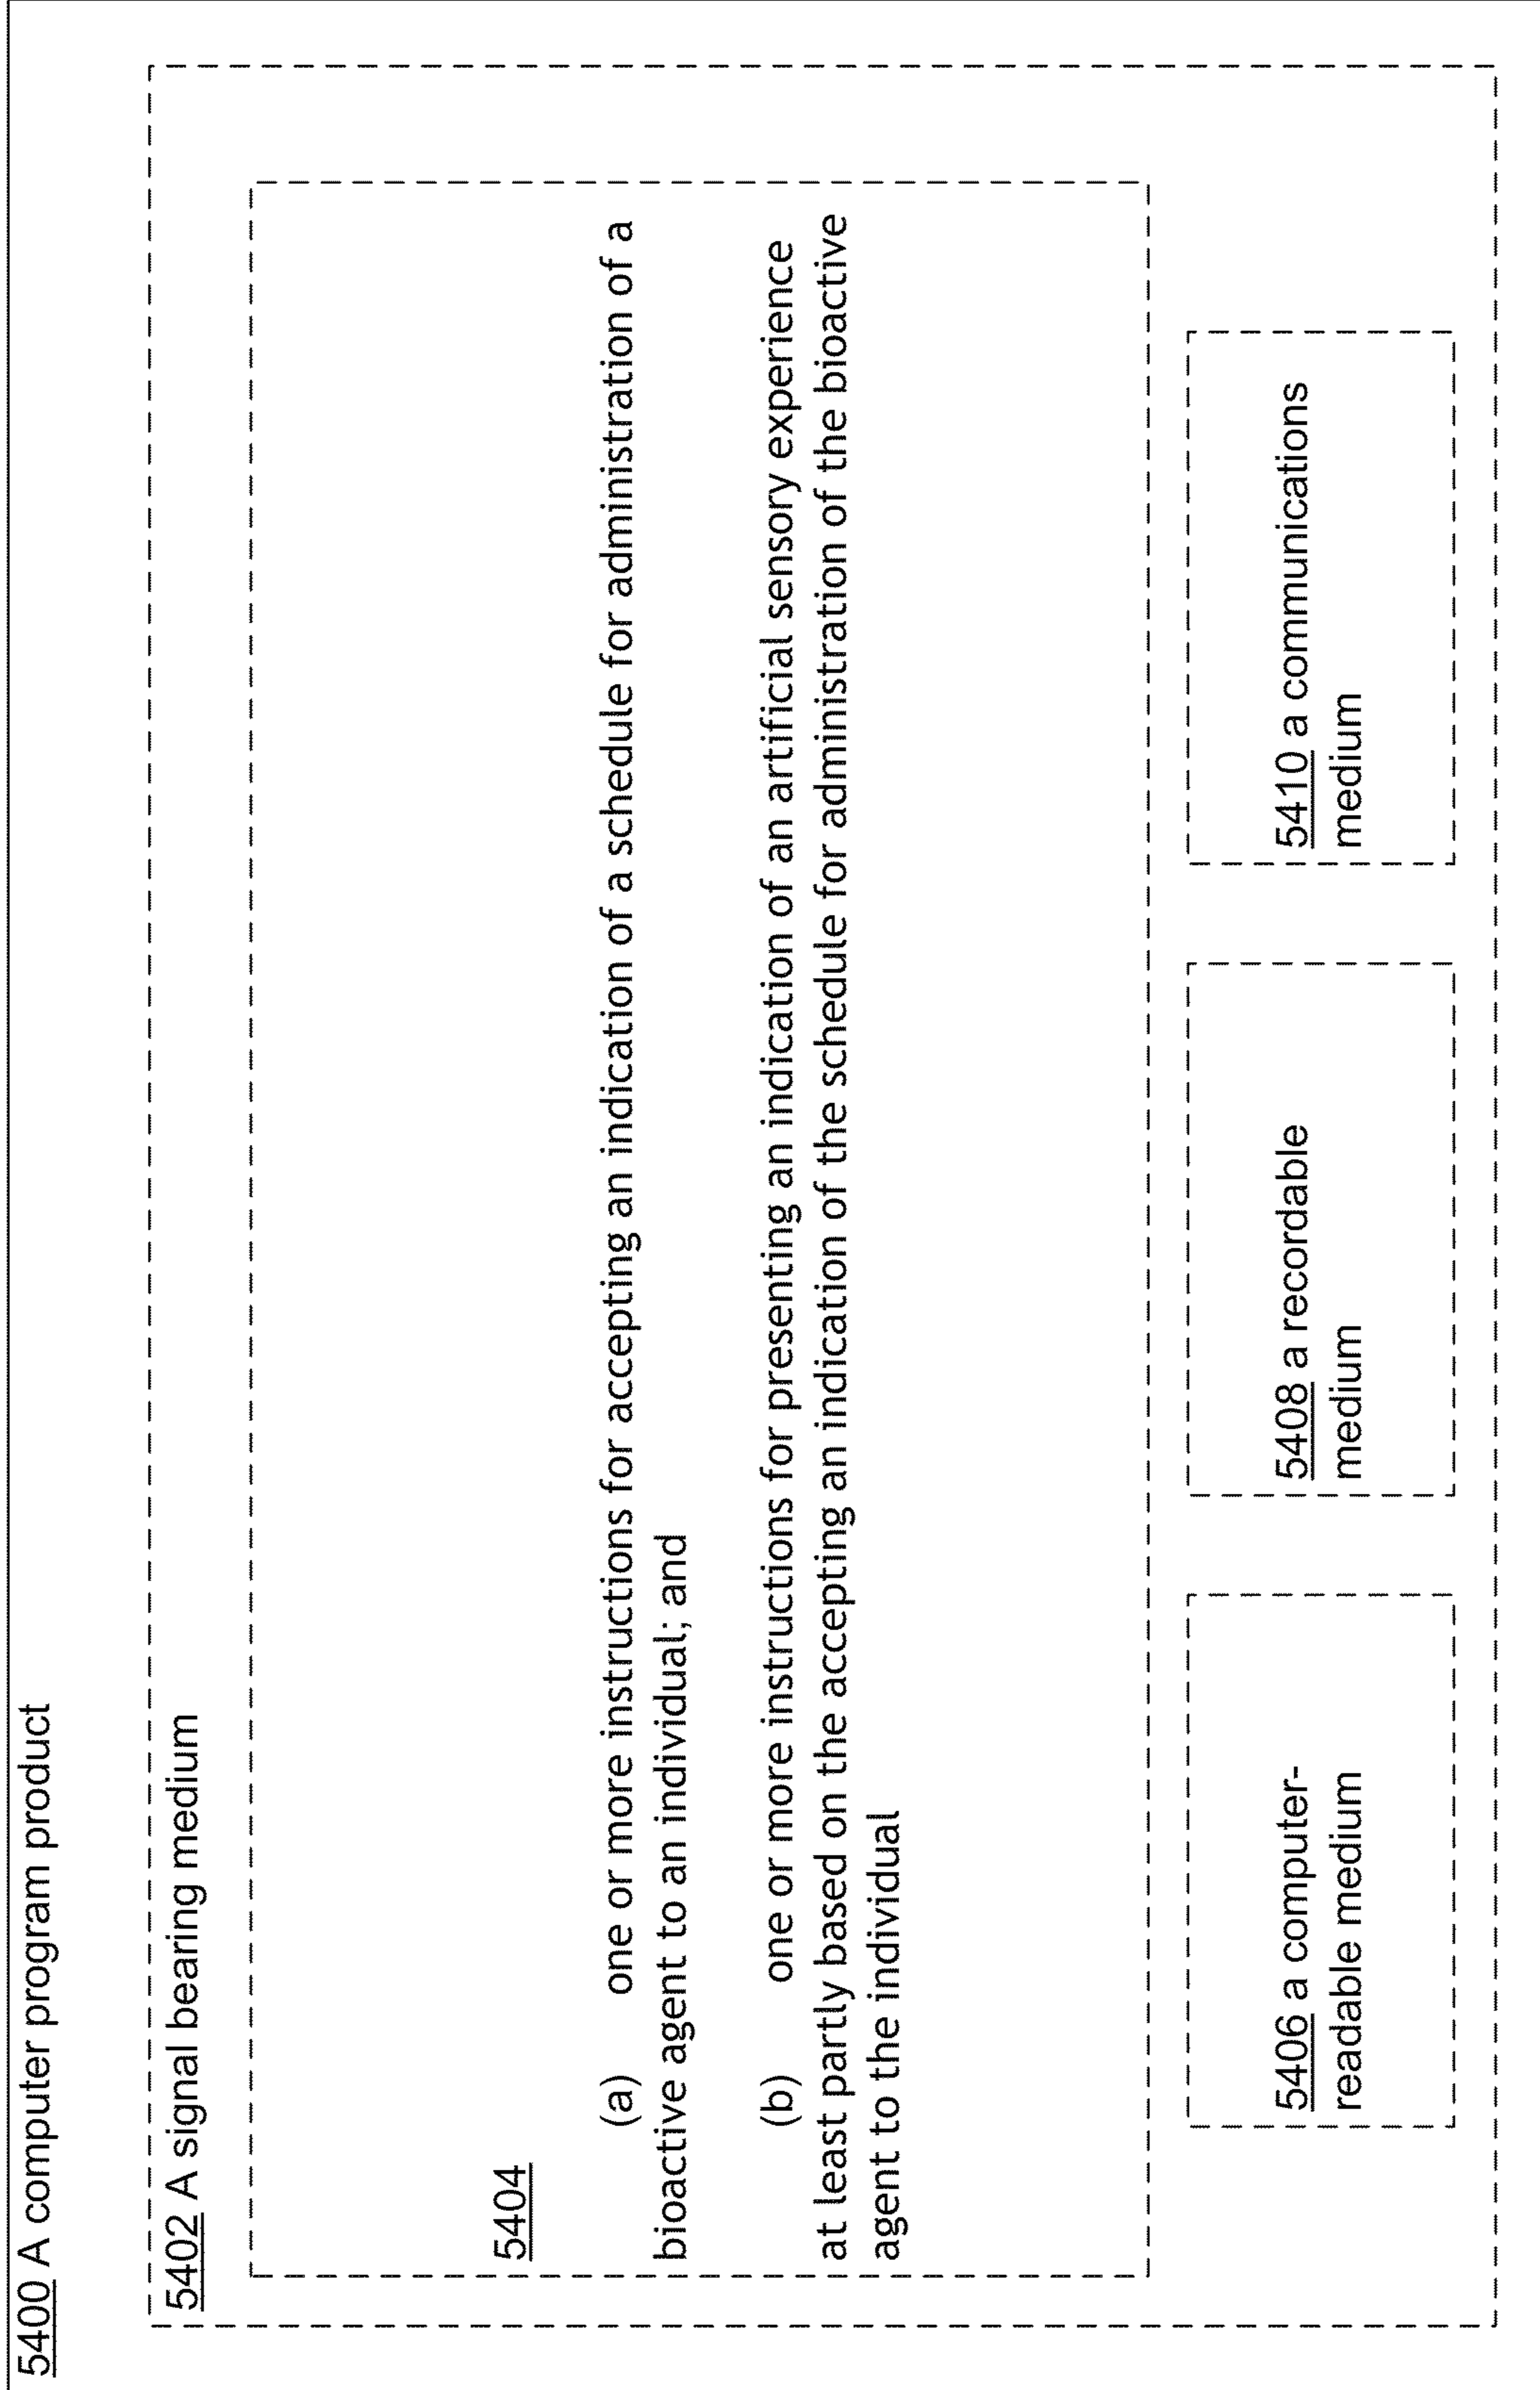 5400 A computer program product
5402 A signal bearing medium
5404
(a) one or more instructions for accepting an indication of a schedule for administration of a
bioactive agent to an individual; and
(b) one or more instructions for presenting an indication of an artificial sensory experience
at least partly based on the accepting an indication of the schedule for administration of the bioactive
agent to the individual
5406 a computer-
readable medium
5408 a recordable
medium
5410 a communications
medium